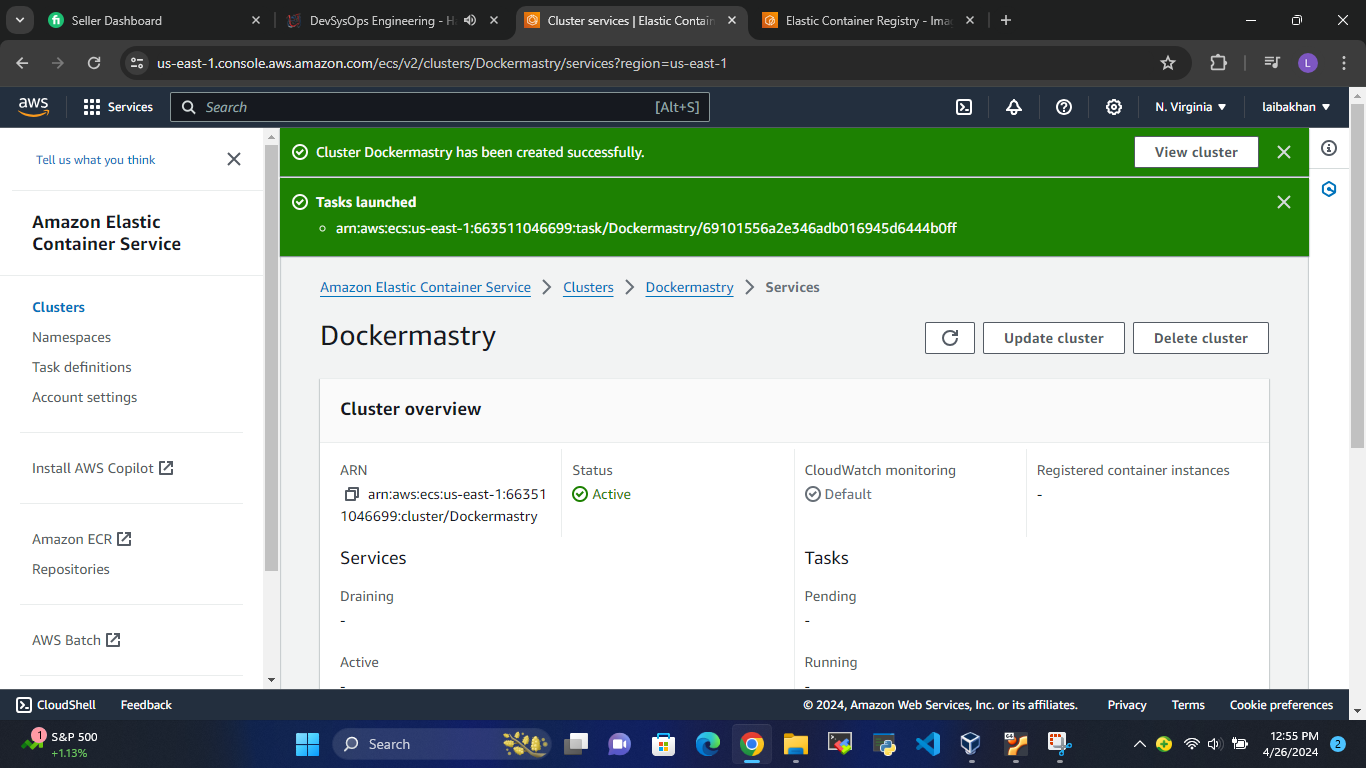 Seller Dashboard
DevSysOps Engineering - Ha
Cluster services | Elastic Contain
Elastic Container Registry - Ima
us-east-1.console.aws.amazon.com/ecs/v2/clusters/Dockermastry/services?region=us-east-1
L
aws
Services
Search
[Alt+S]
N. Virginia
laibakhan
Tell us what you think
Amazon Elastic
Container Service
Clusters
Namespaces
Task definitions
Account settings
Install AWS Copilot
Amazon ECR
Repositories
AWS Batch
Cluster Dockermastry has been created successfully.
View cluster
Tasks launched
arn:aws:ecs:us-east-1:663511046699:task/Dockermastry/69101556a2e346adb016945d6444b0ff
Amazon Elastic Container Service
Clusters
Dockermastry
Services
Dockermastry
Update cluster
Delete cluster
Cluster overview
ARN
arn:aws:ecs:us-east-1:66351
1046699:cluster/Dockermastry
Status
Active
CloudWatch monitoring
Default
Registered container instances
-
Services
Tasks
Draining
-
Pending
-
Active
-
Running
-
CloudShell
Feedback
© 2024, Amazon Web Services, Inc. or its affiliates.
Privacy
Terms
Cookie preferences
1
S&P 500
+1.13%
Search
12:55 PM
4/26/2024
2